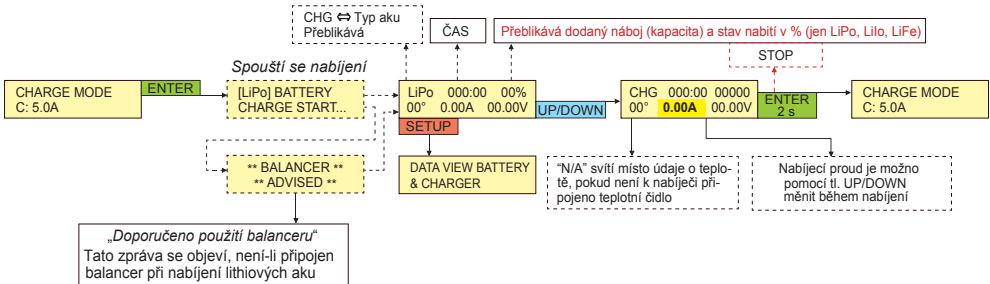 CHG ⇔ Typ aku
Přeblikává
ČAS
Přeblikává dodaný náboj (kapacita) a stav nabití v % (jen LiPo, LiIo, LiFe)
STOP
Spouští se nabíjení
CHARGE MODE
C: 5.0A
ENTER
[LiPo] BATTERY
CHARGE START...
LiPo 000:00 00%
00° 0.00A 00.00V
UP/DOWN
SETUP
CHG 000:00 00000
00° 0.00A 00.00V
ENTER
2 s
CHARGE MODE
C: 5.0A
** BALANCER **
** ADVISED **
DATA VIEW BATTERY
& CHARGER
“N/A” svítí místo údaje o teplo-
tě, pokud není k nabíječi při-
pojeno teplotní čidlo
Nabíjecí proud je možno
pomocí tl. UP/DOWN
měnit během nabíjení
„Doporučeno použití balanceru“
Tato zpráva se objeví, není-li připojen
balancer při nabíjení lithiových aku